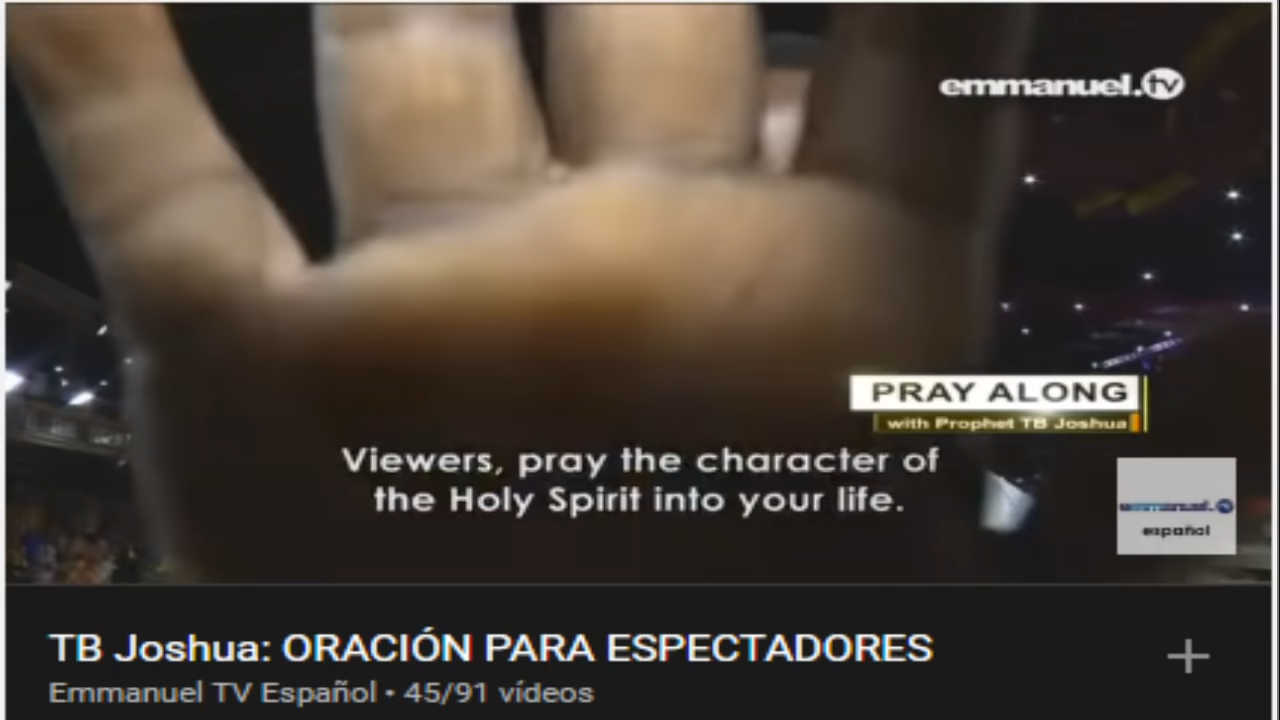 emmanuel.tv
PRAY ALONG
with Prophet TB Joshua
Viewers, pray the character of
the Holy Spirit into your life.
emmanuel.tv
español
TB Joshua: ORACIÓN PARA ESPECTADORES
Emmanuel TV Español • 45/91 vídeos